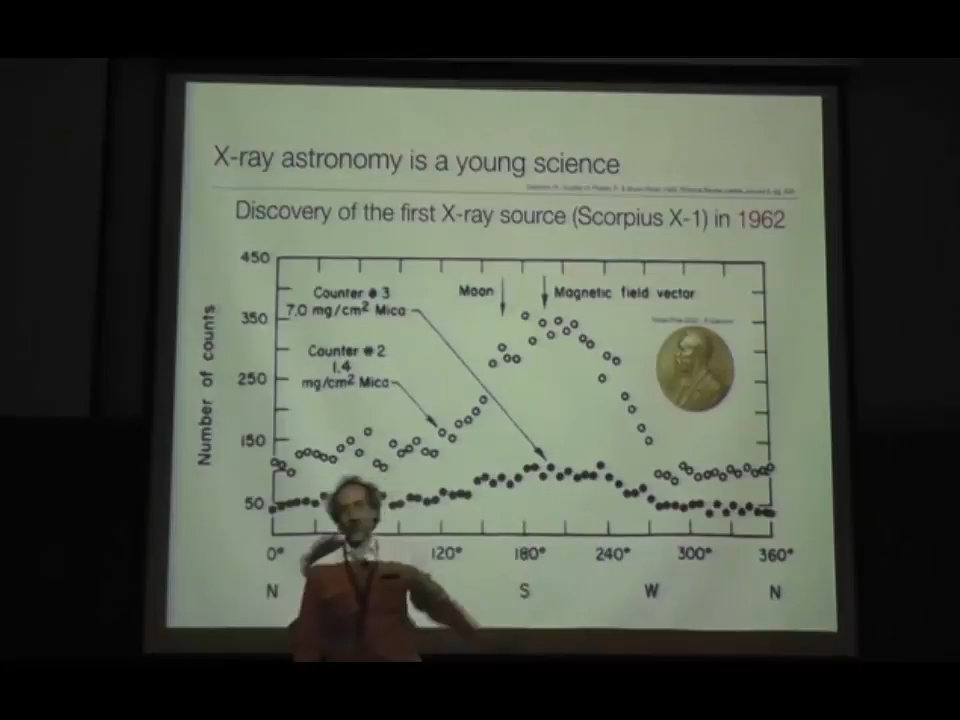 X-ray astronomy is a young science
Discovery of the first X-ray source (Scorpius X-1) in 1962
450
350
250
150
50
Number of counts
Counter #3
7.0 mg/cm² Mica
Counter #2
1.4
mg/cm² Mica
Moon
Magnetic field vector
0°
120°
180°
240°
300°
360°
N
S
W
N